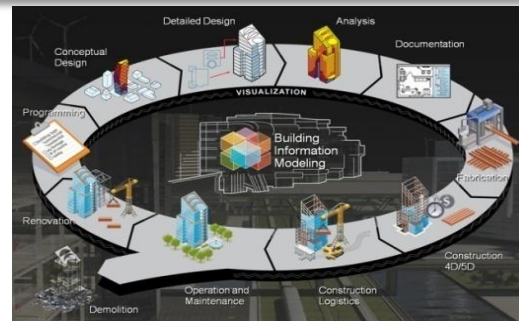 Detailed Design
Analysis
Conceptual
Design
Documentation
VISUALIZATION
Programming
Building
Information
Modeling
Fabrication
Renovation
Construction
4D/5D
Operation and
Maintenance
Construction
Logistics
Demolition